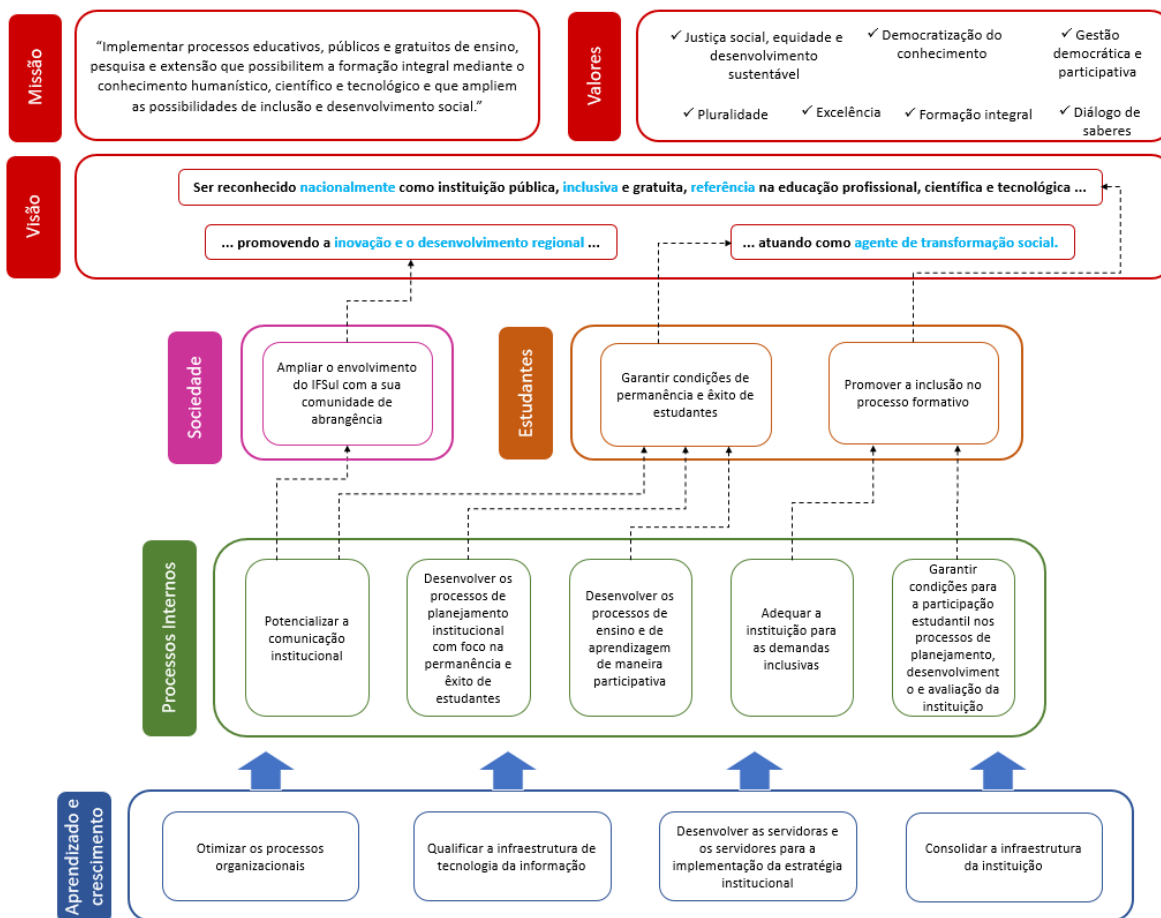 Missão
“Implementar processos educativos, públicos e gratuitos de ensino,
pesquisa e extensão que possibilitem a formação integral mediante o
conhecimento humanístico, científico e tecnológico e que ampliem
as possibilidades de inclusão e desenvolvimento social.”
Valores
✓ Justiça social, equidade e
desenvolvimento
sustentável
✓ Democratização do
conhecimento
✓ Gestão
democrática e
participativa
✓ Pluralidade
✓ Excelência
✓ Formação integral
✓ Diálogo de
saberes
Visão
Ser reconhecido nacionalmente como instituição pública, inclusiva e gratuita, referência na educação profissional, científica e tecnológica ...
... promovendo a inovação e o desenvolvimento regional ...
... atuando como agente de transformação social.
Sociedade
Ampliar o envolvimento
do IFSul com a sua
comunidade de
abrangência
Estudantes
Garantir condições de
permanência e êxito de
estudantes
Promover a inclusão no
processo formativo
Processos Internos
Potencializar a
comunicação
institucional
Desenvolver os
processos de
planejamento
institucional
com foco na
permanência e
êxito de
estudantes
Desenvolver os
processos de
ensino e de
aprendizagem
de maneira
participativa
Adequar a
instituição para
as demandas
inclusivas
Garantir
condições para
a participação
estudantil nos
processos de
planejamento,
desenvolviment
o e avaliação da
instituição
Aprendizado e
crescimento
Otimizar os processos
organizacionais
Qualificar a infraestrutura de
tecnologia da informação
Desenvolver as servidoras e
os servidores para a
implementação da estratégia
institucional
Consolidar a infraestrutura
da instituição